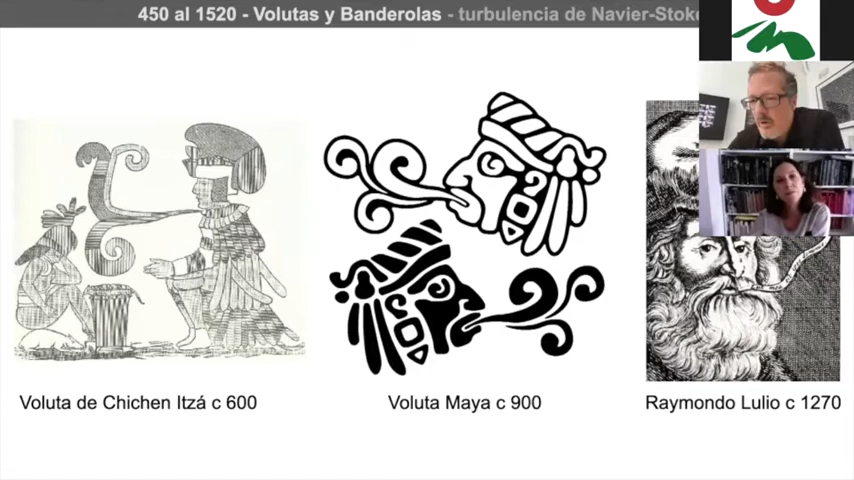 450 al 1520 - Volutas y Banderolas - turbulencia de Navier-Stok
Voluta de Chichen Itzá c 600
Voluta Maya c 900
Raymondo Lulio c 1270